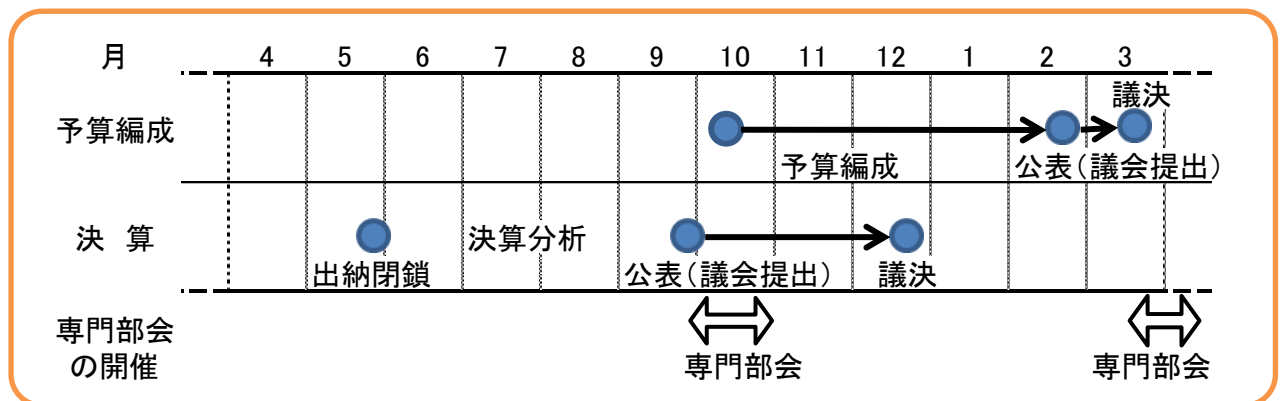 月 4 5 6 7 8 9 10 11 12 1 2 3
議決
予算編成
予算編成 公表(議会提出)
決 算 決算分析
出納閉鎖 公表(議会提出) 議決
専門部会
の開催
専門部会 専門部会